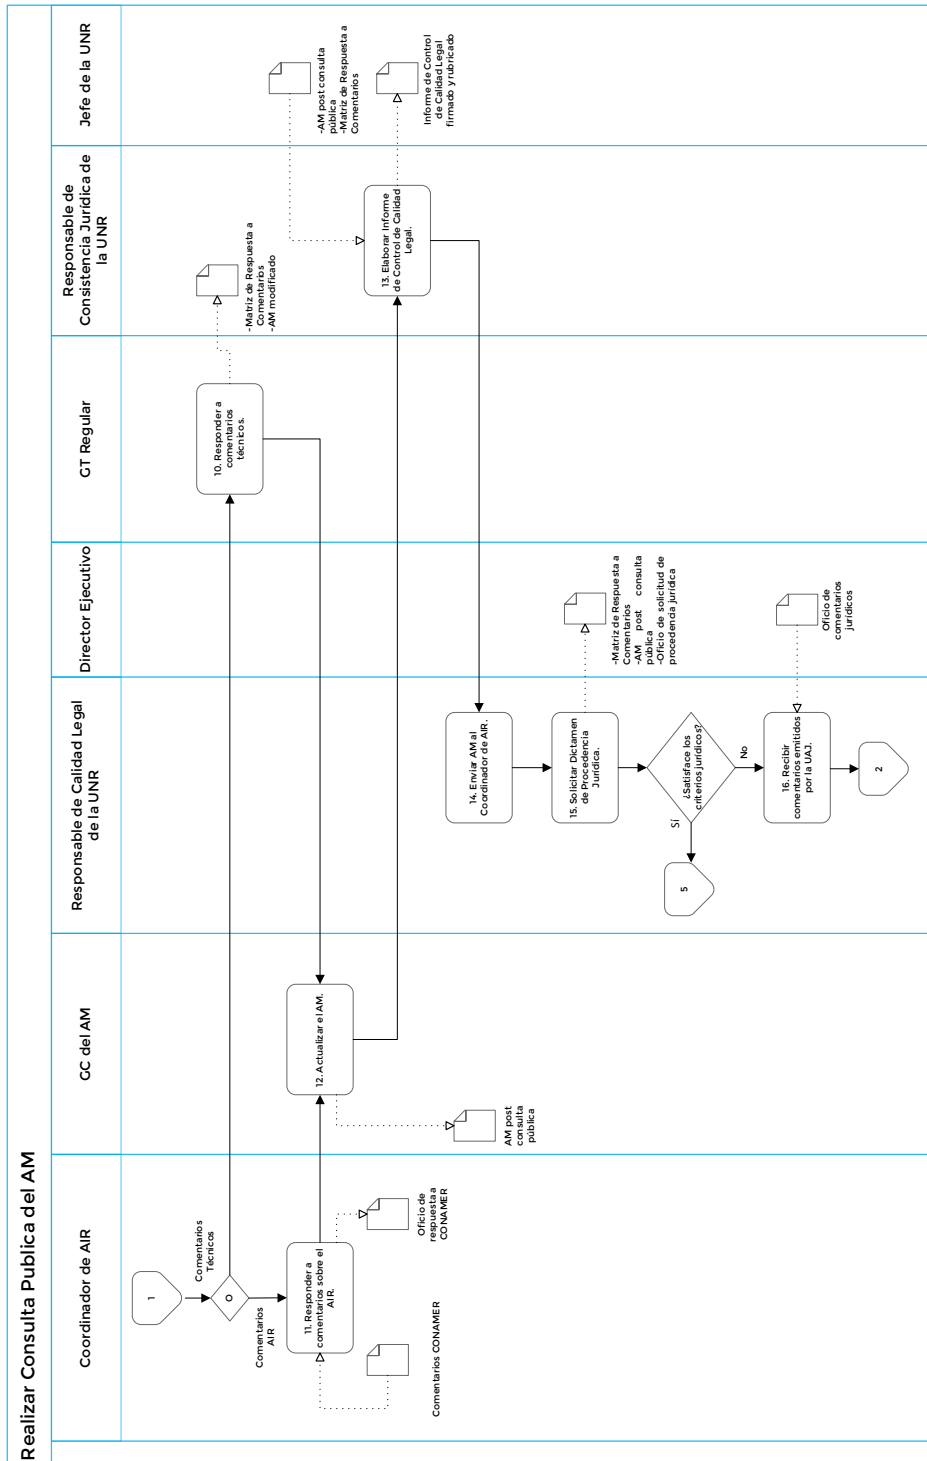 Realizar Consulta Publica del AM
Jefe de la UNR
Responsable de
Consistencia Jurídica de
la UNR
GT Regular
Director Ejecutivo
Responsable de Calidad Legal
de la UNR
GC del AM
Coordinador de AIR
1
O
Comentarios
Técnicos
Comentarios
AIR
10. Responder a
comentarios
técnicos.
-Matriz de Respuesta a
Comentarios
-AM modificado
11. Responder a
comentarios sobre el
AIR.
Comentarios CONAMER
Oficio de
respuesta a
CONAMER
12. Actualizar el AM.
AM post
consulta
pública
-AM post consulta
pública
-Matriz de Respuesta a
Comentarios
13. Elaborar Informe
de Control de Calidad
Legal.
Informe de Control
de Calidad Legal
firmado y rubricado
14. Enviar AM al
Coordinador de AIR.
15. Solicitar Dictamen
de Procedencia
Jurídica.
-Matriz de Respuesta a
Comentarios
-AM post consulta
pública
-Oficio de solicitud de
procedencia jurídica
¿Satisface los
criterios jurídicos?
Sí
No
5
16. Recibir
comentarios emitidos
por la UAJ.
Oficio de
comentarios
jurídicos
2